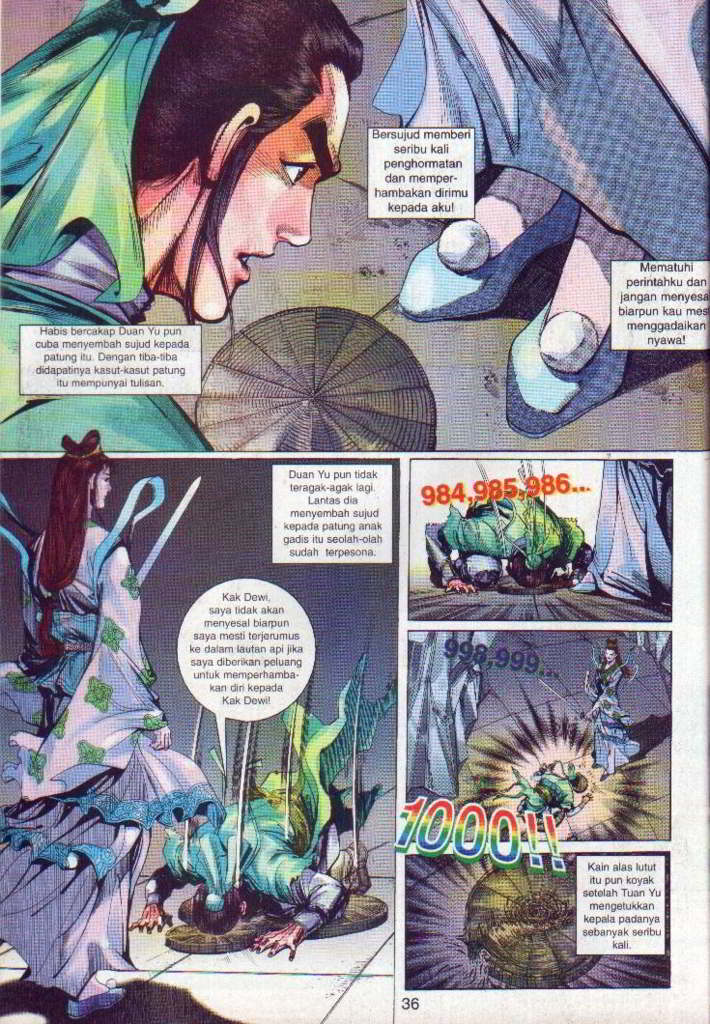 Bersujud memberi
seribu kali
penghormatan
dan memper-
hambakan dirimu
kepada aku!
Mematuhi
perintahku dan
jangan menyesa
biarpun kau mes
menggadaikan
nyawa!
Habis bercakap Duan Yu pun
cuba menyembah sujud kepada
patung itu. Dengan tiba-tiba
didapatinya kasut-kasut patung
itu mempunyai tulisan.
Duan Yu pun tidak
teragak-agak lagi.
Lantas dia
menyembah sujud
kepada patung anak
gadis itu seolah-olah
sudah terpesona.
Kak Dewi,
saya tidak akan
menyesal biarpun
saya mesti terjerumus
ke dalam lautan api jika
saya diberikan peluang
untuk memperhamba-
kan diri kepada
Kak Dewi!
984,985,986...
998,999...
1000!!
Kain alas lutut
itu pun koyak
setelah Tuan Yu
mengetukkan
kepala padanya
sebanyak seribu
kali.
36